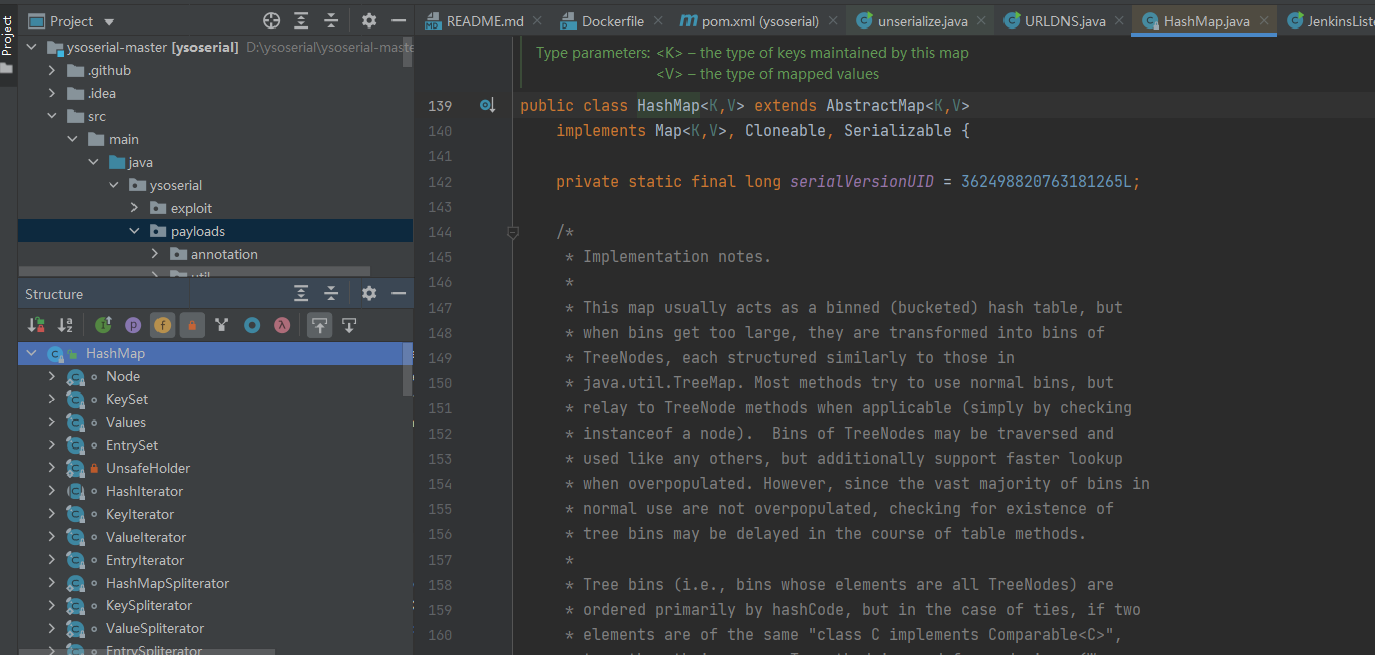 Project
Project
README.md
Dockerfile
pom.xml (ysoserial)
unserialize.java
URLDNS.java
HashMap.java
ysoserial-master [ysoserial] D:\ysoserial\ysoserial-maste
.github
.idea
src
main
java
ysoserial
exploit
payloads
annotation
util
Structure
HashMap
Node
KeySet
Values
EntrySet
UnsafeHolder
HashIterator
KeyIterator
ValueIterator
EntryIterator
HashMapSpliterator
KeySpliterator
ValueSpliterator
EntrySpliterator
Type parameters: <K> – the type of keys maintained by this map
<V> – the type of mapped values
139 public class HashMap<K,V> extends AbstractMap<K,V>
140 implements Map<K,V>, Cloneable, Serializable {
141
142 private static final long serialVersionUID = 362498820763181265L;
143
144 /*
145 * Implementation notes.
146 *
147 * This map usually acts as a binned (bucketed) hash table, but
148 * when bins get too large, they are transformed into bins of
149 * TreeNodes, each structured similarly to those in
150 * java.util.TreeMap. Most methods try to use normal bins, but
151 * relay to TreeNode methods when applicable (simply by checking
152 * instanceof a node).  Bins of TreeNodes may be traversed and
153 * used like any others, but additionally support faster lookup
154 * when overpopulated. However, since the vast majority of bins in
155 * normal use are not overpopulated, checking for existence of
156 * tree bins may be delayed in the course of table methods.
157 *
158 * Tree bins (i.e., bins whose elements are all TreeNodes) are
159 * ordered primarily by hashCode, but in the case of ties, if two
160 * elements are of the same "class C implements Comparable<C>",